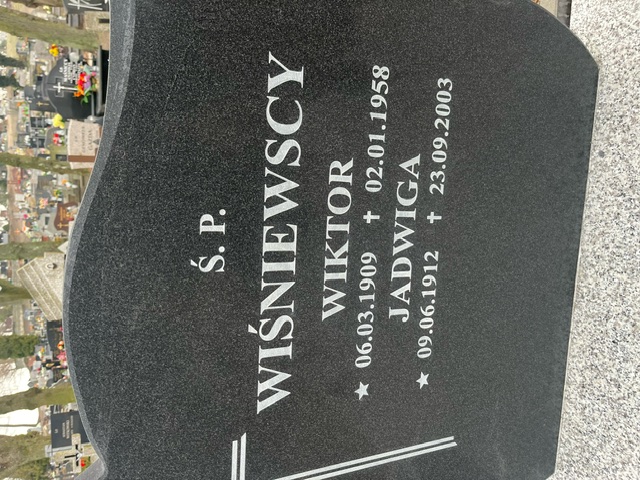 Ś. P.
WIŚNIEWSCY
WIKTOR
★ 06.03.1909 ✝ 02.01.1958
JADWIGA
★ 09.06.1912 ✝ 23.09.2003